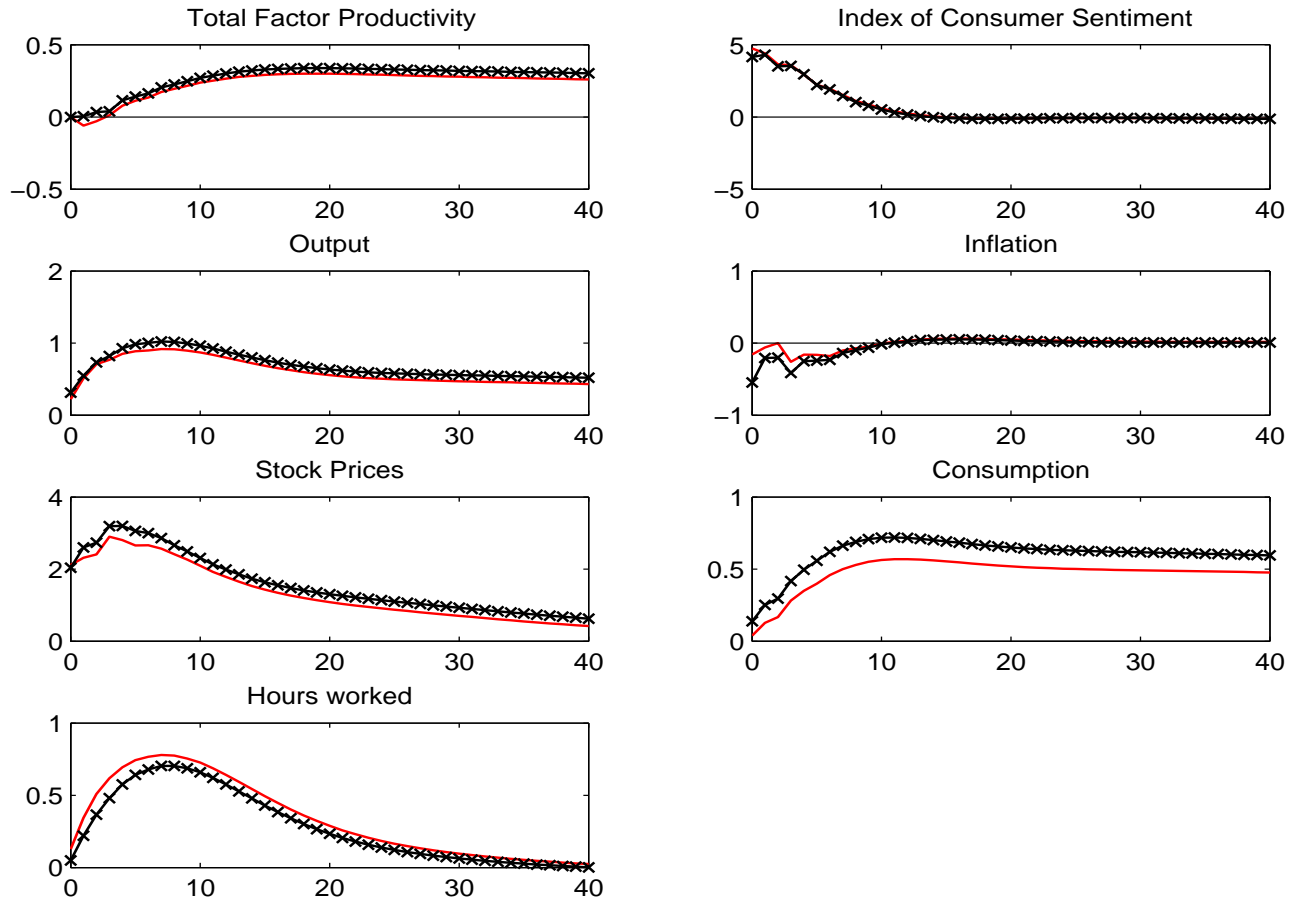 Total Factor Productivity
0.5
0
−0.5
0 10 20 30 40
Index of Consumer Sentiment
5
0
−5
0 10 20 30 40
Output
2
1
0
0 10 20 30 40
Inflation
1
0
−1
0 10 20 30 40
Stock Prices
4
2
0
0 10 20 30 40
Consumption
1
0.5
0
0 10 20 30 40
Hours worked
1
0.5
0
0 10 20 30 40